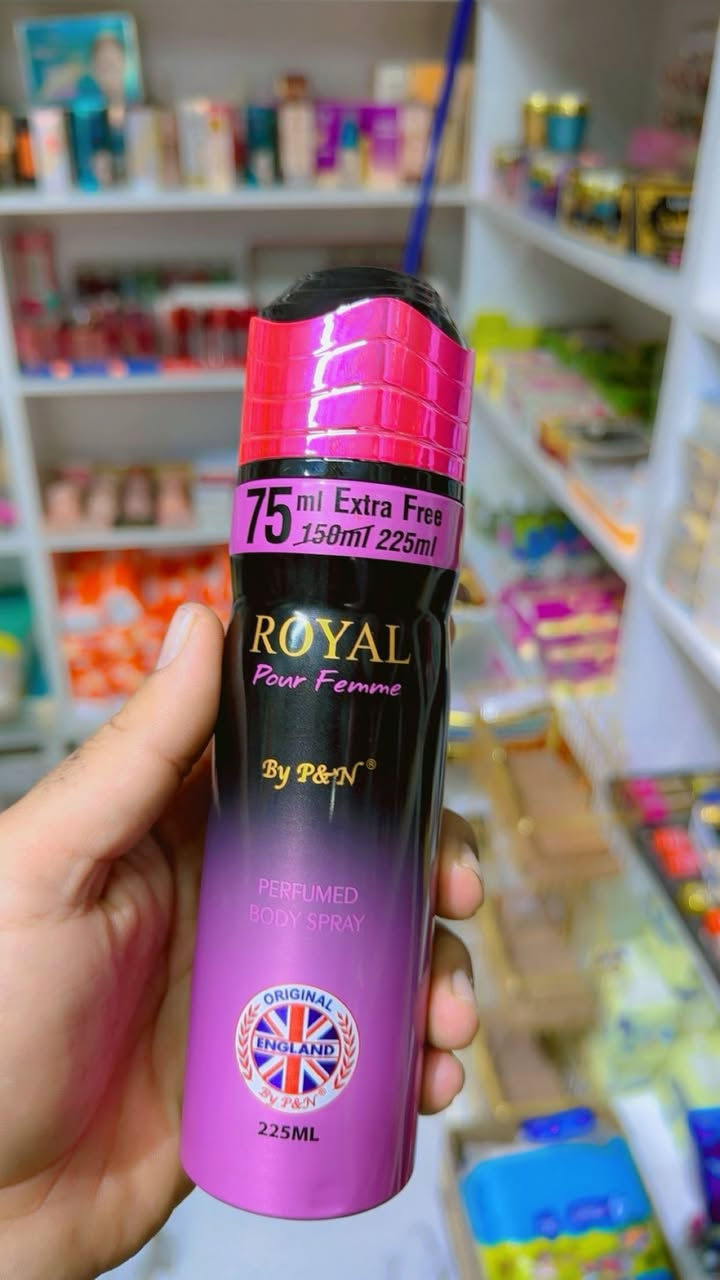 75 ml Extra Free
150ml 225ml
ROYAL
Pour Femme
By P&N®
PERFUMED
BODY SPRAY
ORIGINAL
ENGLAND
By P&N®
225ML